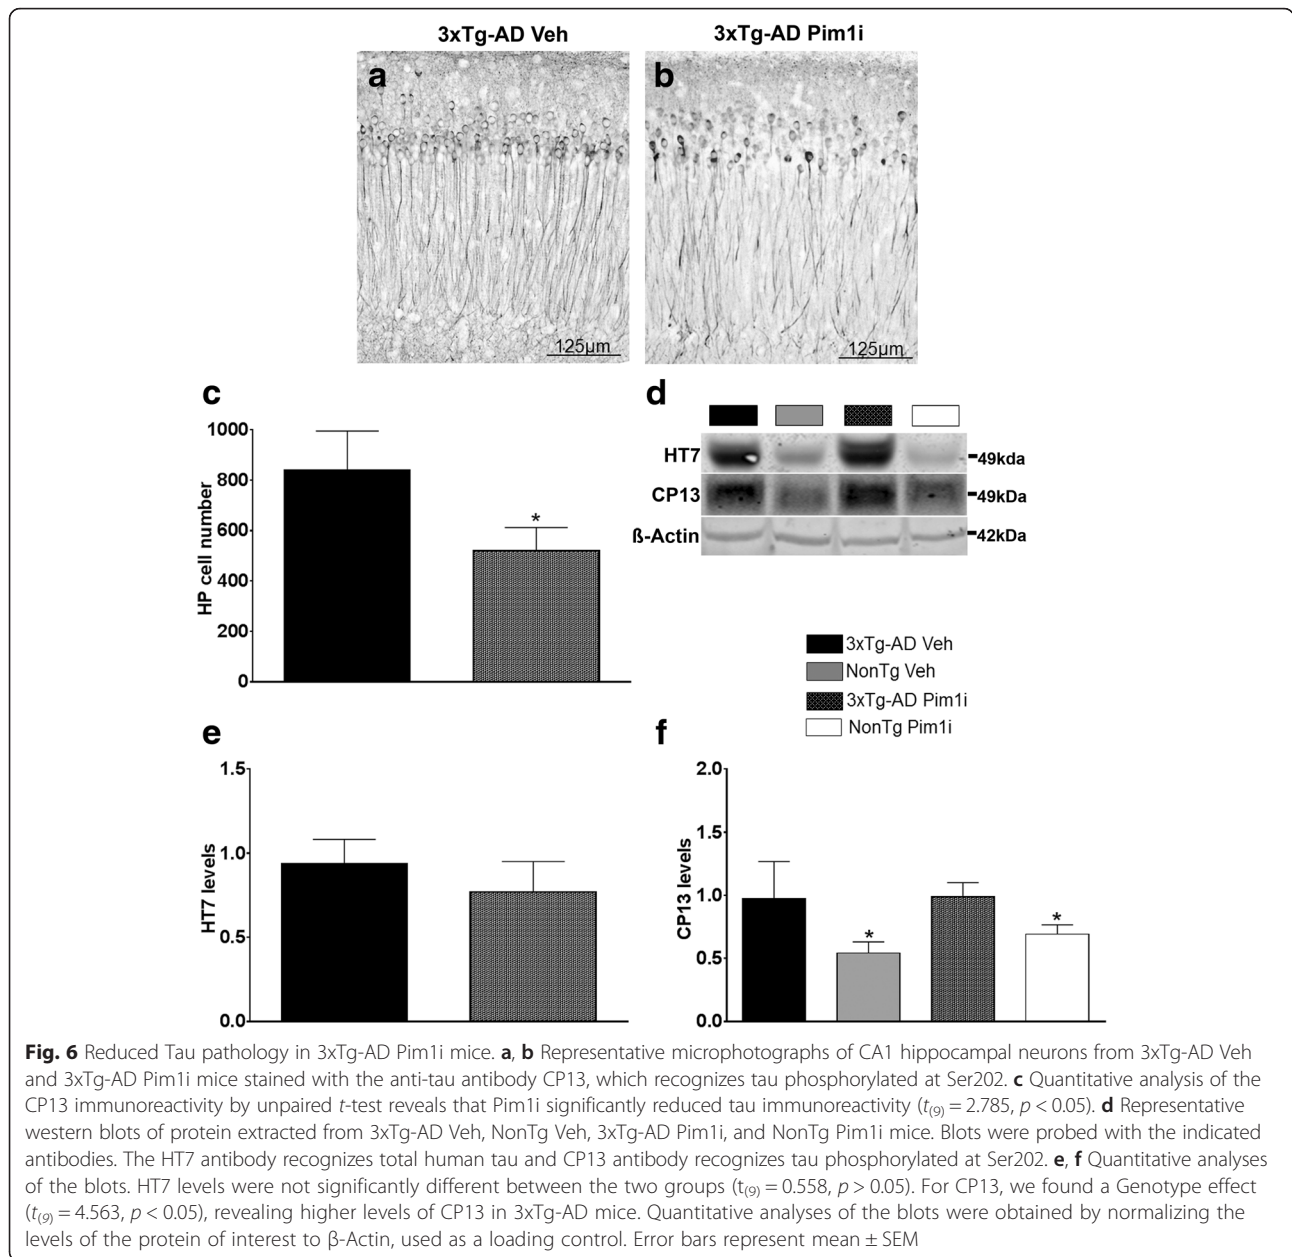 3xTg-AD Veh
3xTg-AD Pim1i
a
b
125µm
125µm
c
d
1000
800
600
400
200
0
HP cell number
*
HT7
49kda
CP13
49kDa
ß-Actin
42kDa
3xTg-AD Veh
NonTg Veh
3xTg-AD Pim1i
NonTg Pim1i
e
f
1.5
1.0
0.5
0.0
HT7 levels
2.0
1.5
1.0
0.5
0.0
CP13 levels
*
*
Fig. 6 Reduced Tau pathology in 3xTg-AD Pim1i mice. a, b Representative microphotographs of CA1 hippocampal neurons from 3xTg-AD Veh
and 3xTg-AD Pim1i mice stained with the anti-tau antibody CP13, which recognizes tau phosphorylated at Ser202. c Quantitative analysis of the
CP13 immunoreactivity by unpaired t-test reveals that Pim1i significantly reduced tau immunoreactivity (t(9) = 2.785, p < 0.05). d Representative
western blots of protein extracted from 3xTg-AD Veh, NonTg Veh, 3xTg-AD Pim1i, and NonTg Pim1i mice. Blots were probed with the indicated
antibodies. The HT7 antibody recognizes total human tau and CP13 antibody recognizes tau phosphorylated at Ser202. e, f Quantitative analyses
of the blots. HT7 levels were not significantly different between the two groups (t(9) = 0.558, p > 0.05). For CP13, we found a Genotype effect
(t(9) = 4.563, p < 0.05), revealing higher levels of CP13 in 3xTg-AD mice. Quantitative analyses of the blots were obtained by normalizing the
levels of the protein of interest to β-Actin, used as a loading control. Error bars represent mean ± SEM